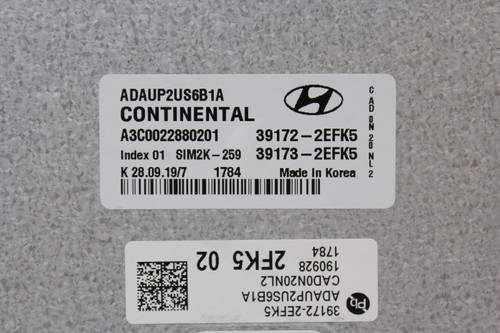 ADAUP2US6B1A
CONTINENTAL
A3C0022880201 39172-2EFK5
Index 01 SIM2K-259 39173-2EFK5
K 28.09.19/7 1784 Made in Korea
CAD0N20NL2
39172-2EFK5
ADAUP2US6B1A
CAD0N20NL2
190928
1784
2FK5 02
Pb